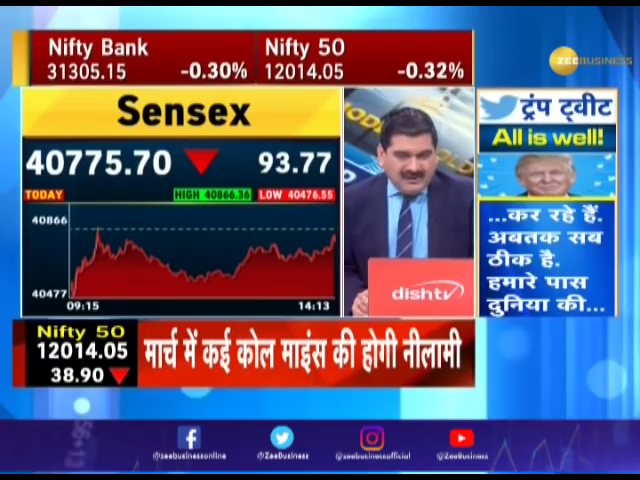 Nifty Bank
31305.15 -0.30%
Nifty 50
12014.05 -0.32%
ZEEBUSINESS
Sensex
40775.70 93.77
TODAY HIGH 40866.36 LOW 40476.55
40866
40477
09:15 14:13
dishtv
ट्रंप ट्वीट
All is well!
...कर रहे हैं.
अबतक सब
ठीक है.
हमारे पास
दुनिया की...
Nifty 50
12014.05
38.90
मार्च में कई कोल माइंस की होगी नीलामी
@zeebusinessonline @ZeeBusiness @zeebusinessofficial @ZeeBusiness